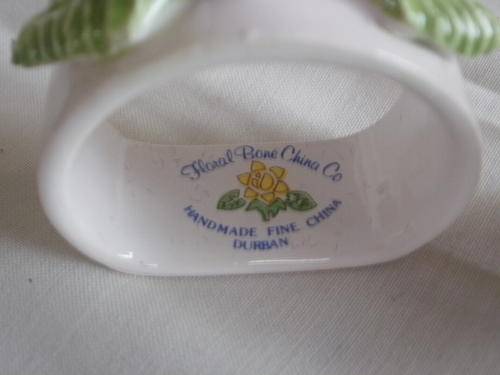 Floral Bone China Co
HANDMADE FINE CHINA
DURBAN